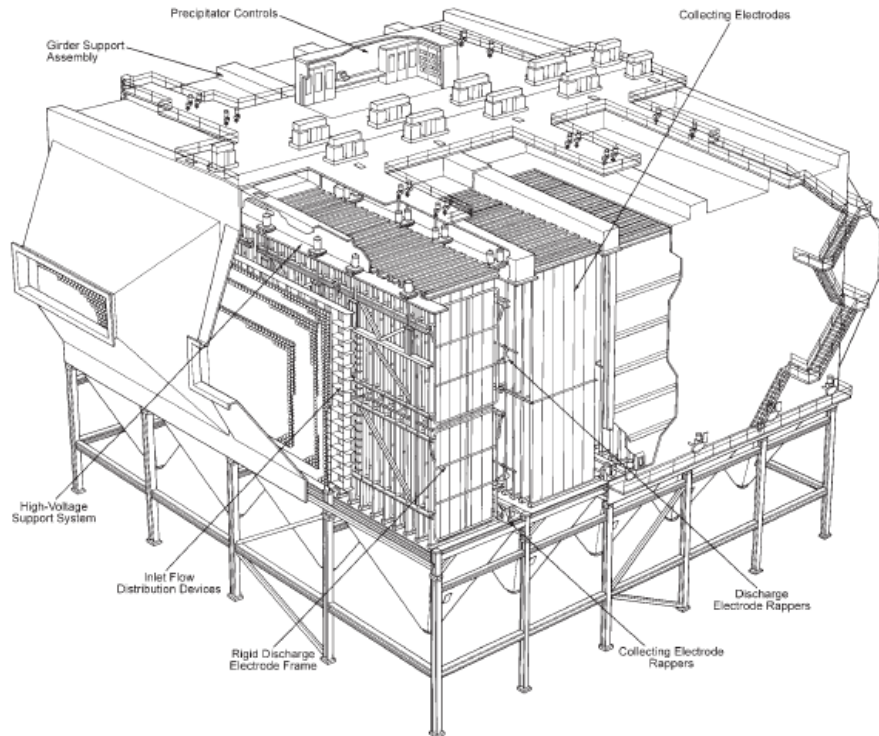 Precipitator Controls
Collecting Electrodes
Girder Support
Assembly
High-Voltage
Support System
Inlet Flow
Distribution Devices
Rigid Discharge
Electrode Frame
Collecting Electrode
Rappers
Discharge
Electrode Rappers